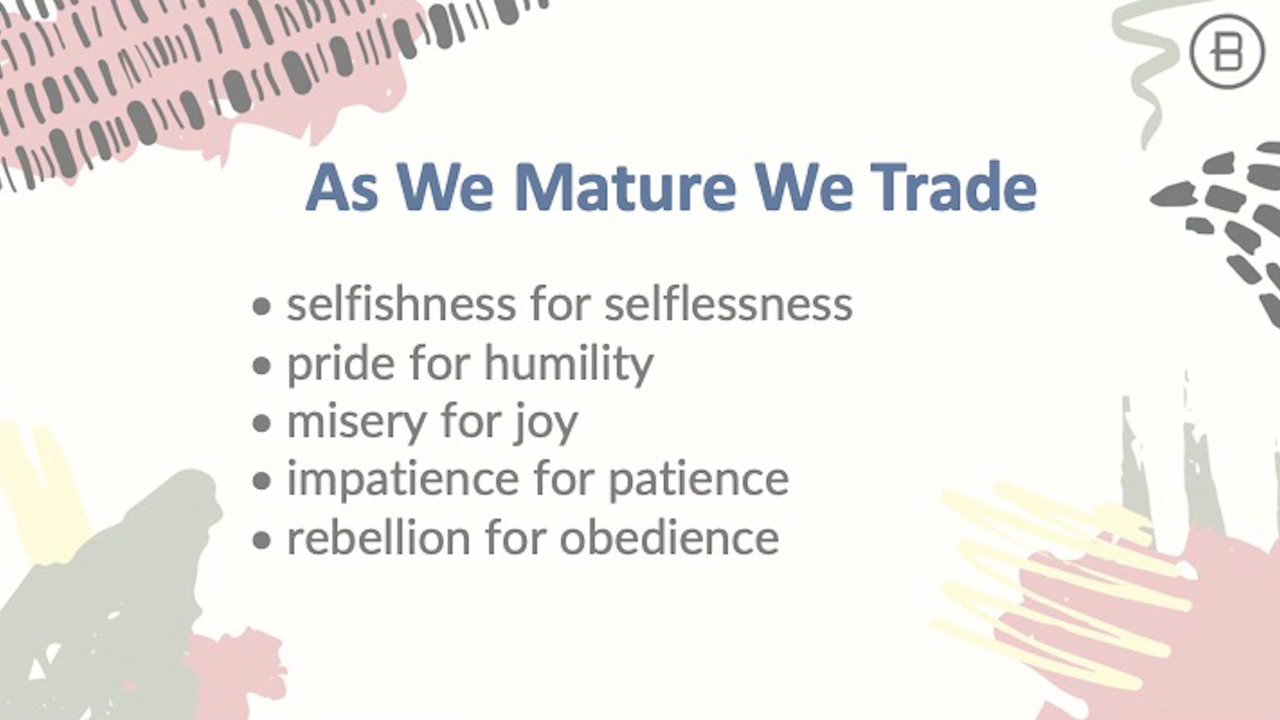 B
As We Mature We Trade
• selfishness for selflessness
• pride for humility
• misery for joy
• impatience for patience
• rebellion for obedience